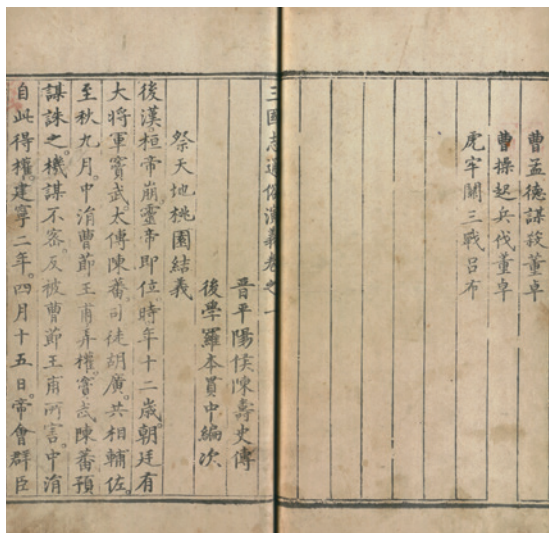 曹孟德謀殺董卓
曹操起兵伐董卓
虎牢關三戰呂布
三國志通俗演義卷之一
晋平陽侯陳壽史傳
後學羅本貫中編次
祭天地桃園結義
後漢桓帝崩靈帝即位時年十二歲朝廷有
大將軍竇武太傅陳蕃司徒胡廣共相輔佐
至秋九月中涓曹節王甫弄權竇武陳蕃預
謀誅之機謀不密反被曹節王甫所害中涓
自此得權建寧二年四月十五日帝會群臣